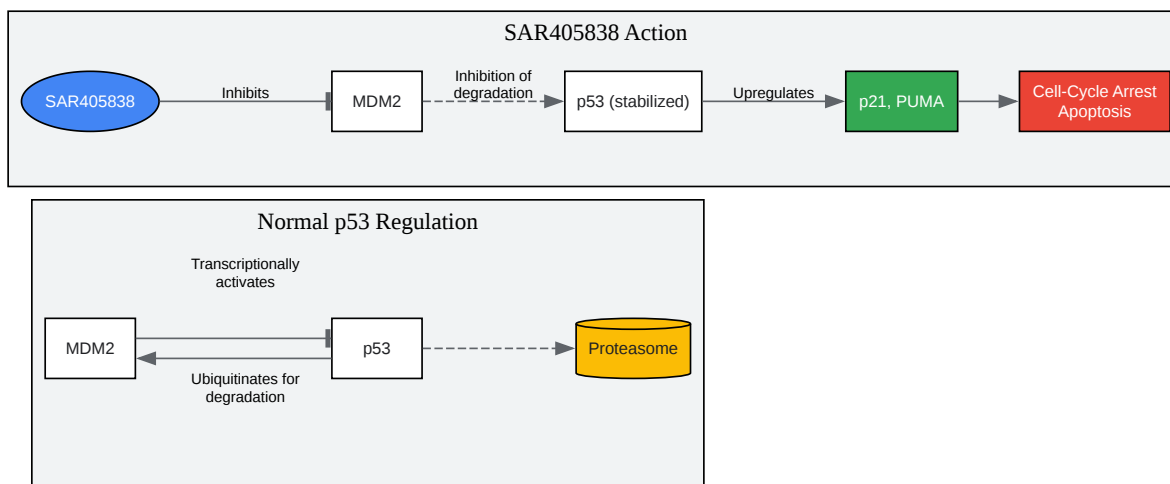 SAR405838 Action
SAR405838
Inhibits
MDM2
Inhibition of
degradation
p53 (stabilized)
Upregulates
p21, PUMA
Cell-Cycle Arrest
Apoptosis
Normal p53 Regulation
Transcriptionally
activates
MDM2
p53
Proteasome
Ubiquitinates for
degradation